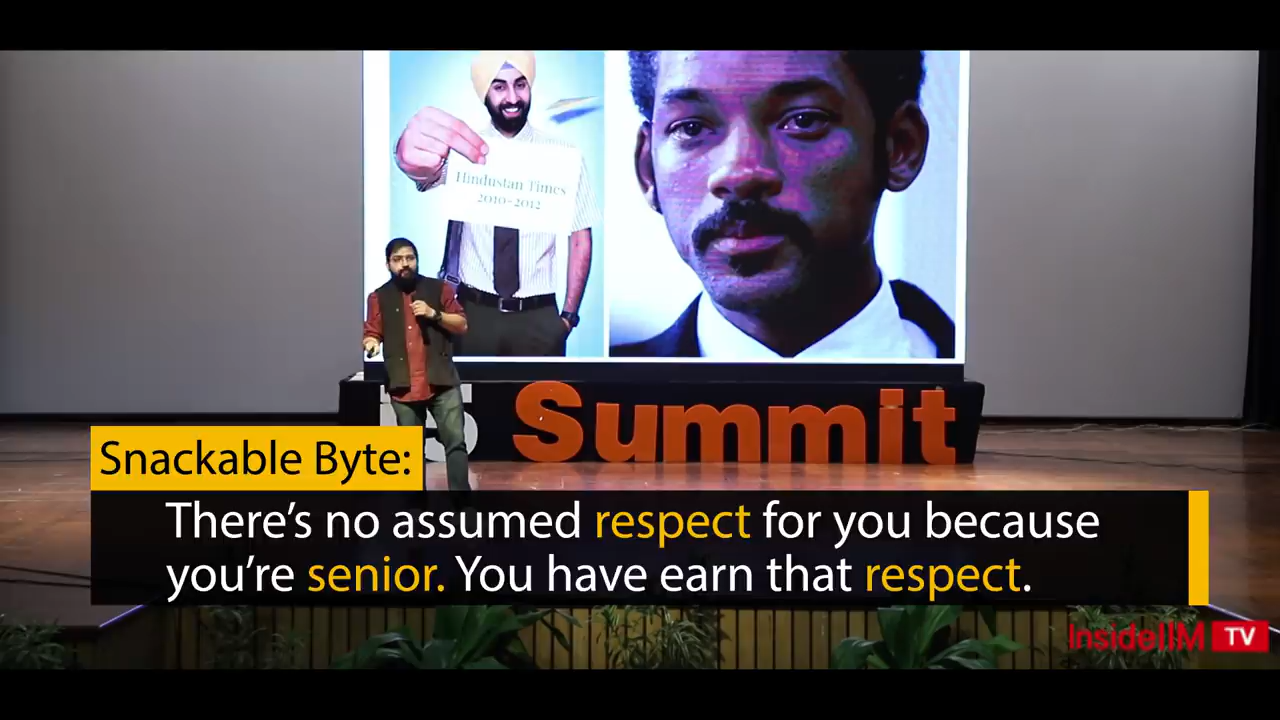 Hindustan Times
2010-2012
Summit
Snackable Byte:
There's no assumed respect for you because
you're senior. You have earn that respect.
InsideIIM TV